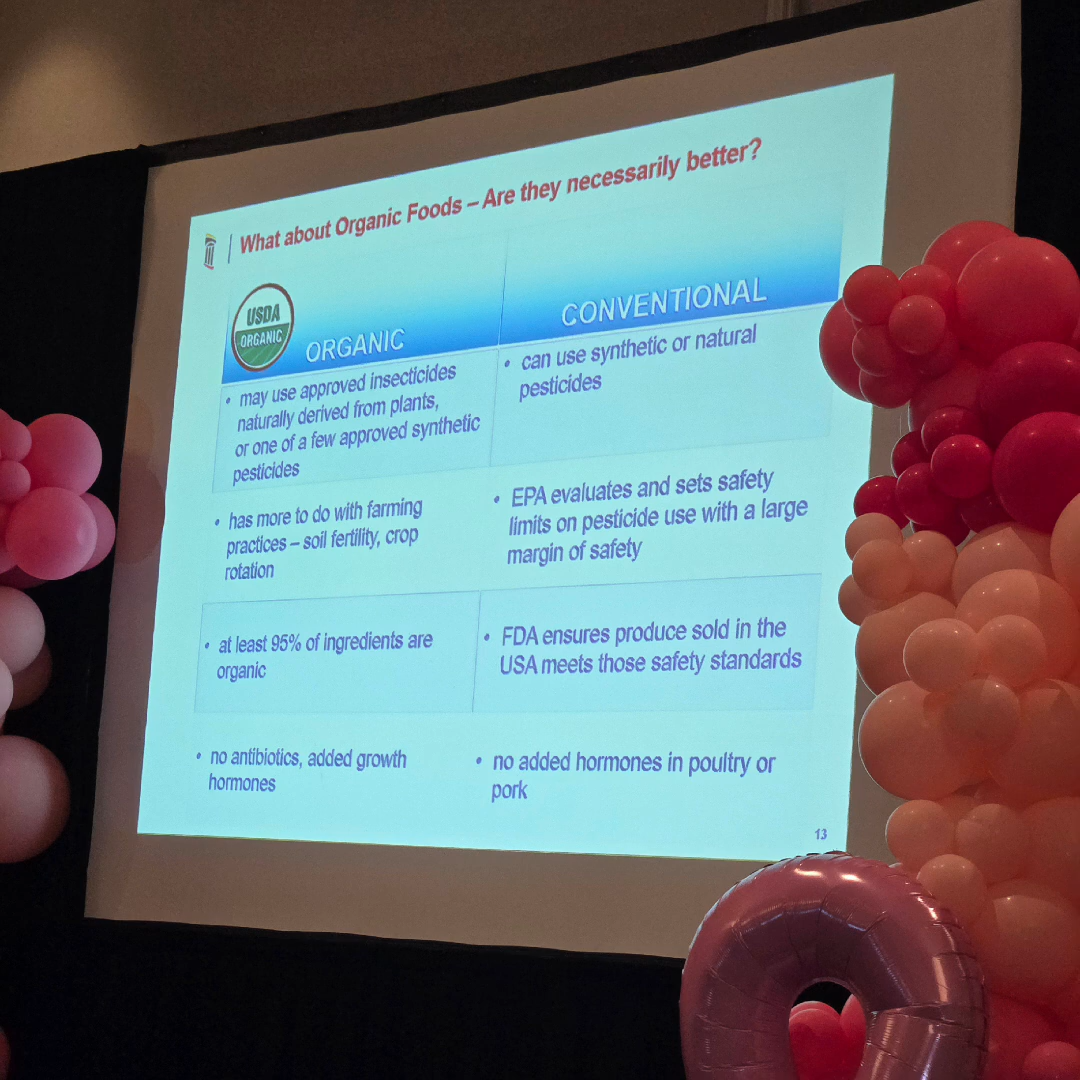 What about Organic Foods – Are they necessarily better?
USDA
ORGANIC
ORGANIC
• may use approved insecticides
naturally derived from plants,
or one of a few approved synthetic
pesticides
• has more to do with farming
practices – soil fertility, crop
rotation
• at least 95% of ingredients are
organic
• no antibiotics, added growth
hormones
CONVENTIONAL
• can use synthetic or natural
pesticides
• EPA evaluates and sets safety
limits on pesticide use with a large
margin of safety
• FDA ensures produce sold in the
USA meets those safety standards
• no added hormones in poultry or
pork
13